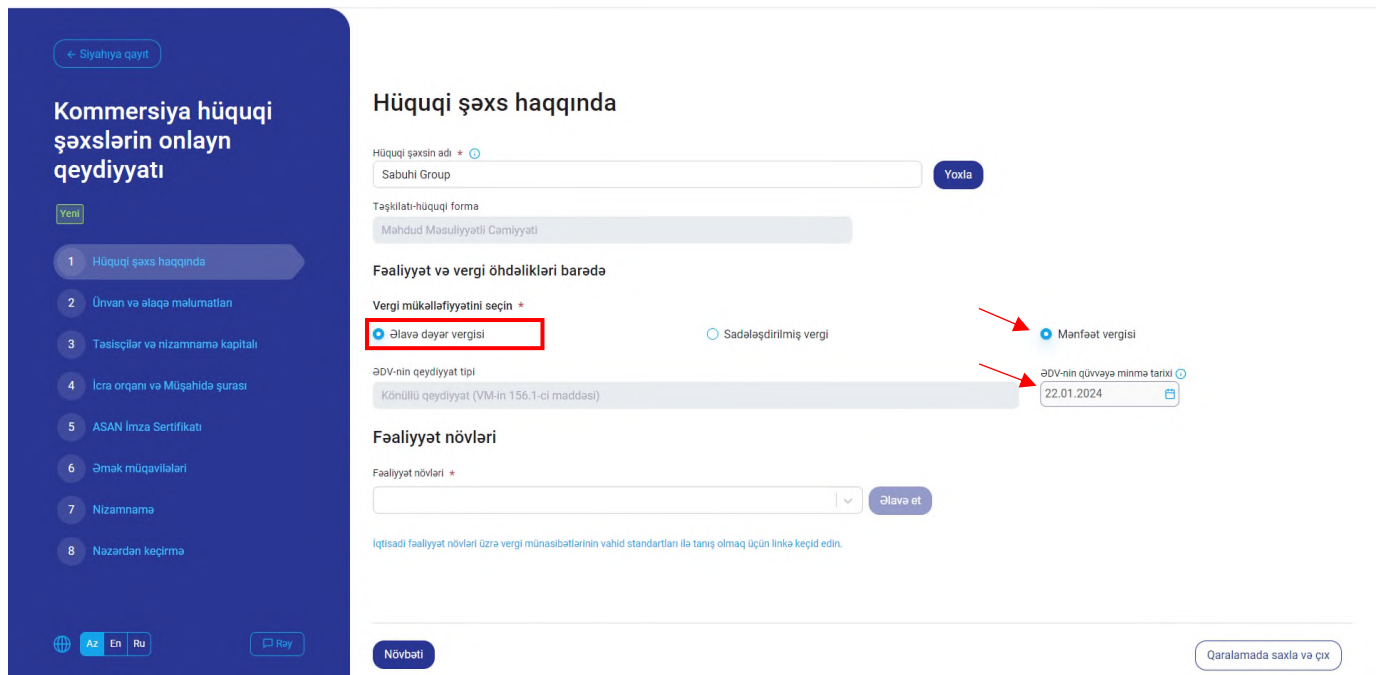 ← Siyahıya qayıt
Kommersiya hüquqi
şəxslərin onlayn
qeydiyyatı
Yeni
1 Hüquqi şəxs haqqında
2 Ünvan və əlaqə məlumatları
3 Təsisçilər və nizamnamə kapitalı
4 İcra orqanı və Müşahidə şurası
5 ASAN İmza Sertifikatı
6 Əmək müqavilələri
7 Nizamnamə
8 Nəzərdən keçirmə
Az En Ru
Rəy
Hüquqi şəxs haqqında
Hüquqi şəxsin adı *
Sabuhi Group
Yoxla
Təşkilatı-hüquqi forma
Məhdud Məsuliyyətli Cəmiyyəti
Fəaliyyət və vergi öhdəlikləri barədə
Vergi mükəlləfiyyətini seçin *
Əlavə dəyər vergisi
Sadələşdirilmiş vergi
Mənfəət vergisi
ƏDV-nin qeydiyyat tipi
Könüllü qeydiyyat (VM-in 156.1-ci maddəsi)
ƏDV-nin qüvvəyə minmə tarixi
22.01.2024
Fəaliyyət növləri
Fəaliyyət növləri *
Əlavə et
İqtisadi fəaliyyət növləri üzrə vergi münasibətlərinin vahid standartları ilə tanış olmaq üçün linkə keçid edin.
Növbəti
Qaralamada saxla və çıx